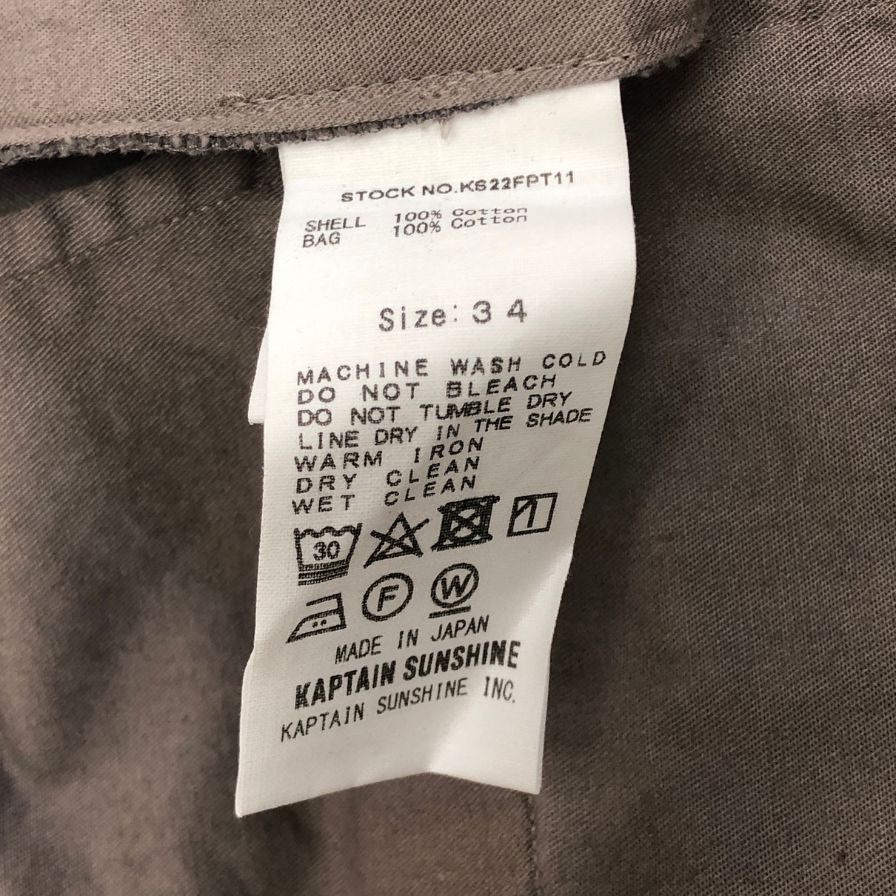 STOCK NO.KS22FPT11
SHELL 100% Cotton
BAG 100% Cotton
Size: 34
MACHINE WASH COLD
DO NOT BLEACH
DO NOT TUMBLE DRY
LINE DRY IN THE SHADE
WARM IRON
DRY CLEAN
WET CLEAN
30
F W
MADE IN JAPAN
KAPTAIN SUNSHINE
KAPTAIN SUNSHINE INC.